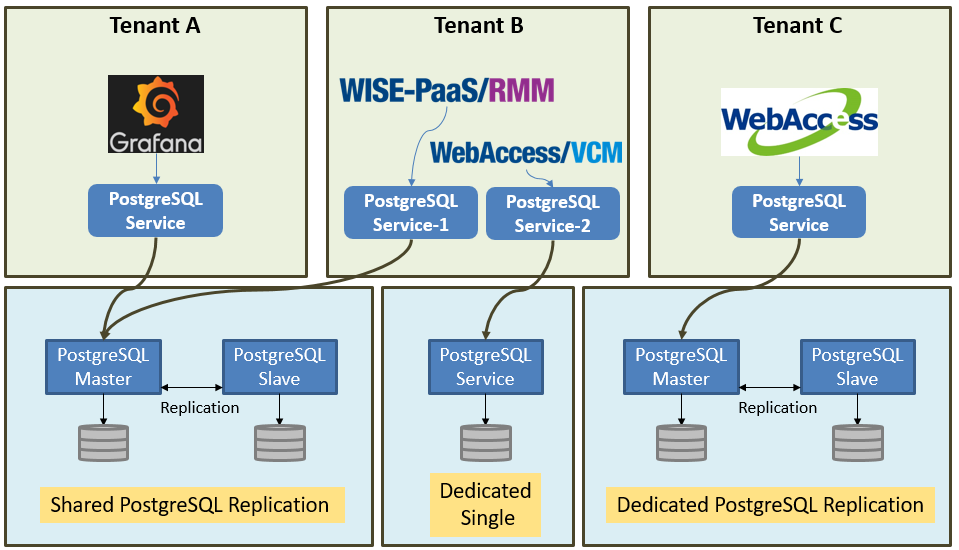 Tenant A
Grafana
PostgreSQL
Service
Tenant B
WISE-PaaS/RMM
WebAccess/VCM
PostgreSQL
Service-1
PostgreSQL
Service-2
Tenant C
WebAccess
PostgreSQL
Service
PostgreSQL
Master
PostgreSQL
Slave
Replication
Shared PostgreSQL Replication
PostgreSQL
Service
Dedicated
Single
PostgreSQL
Master
PostgreSQL
Slave
Replication
Dedicated PostgreSQL Replication